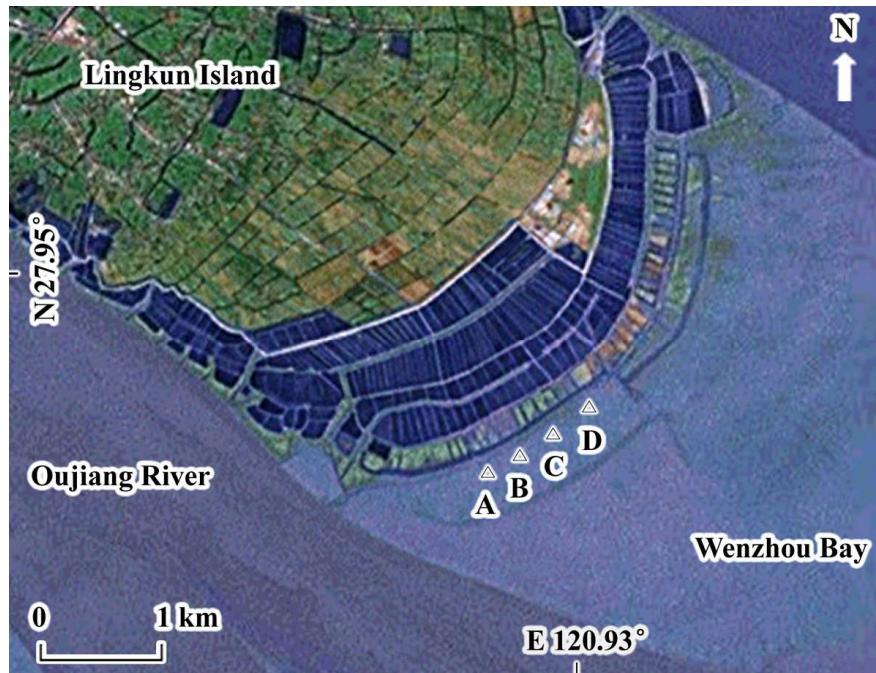 Lingkun Island
N
N 27.95°
D
C
B
A
Oujiang River
Wenzhou Bay
0 1 km
E 120.93°